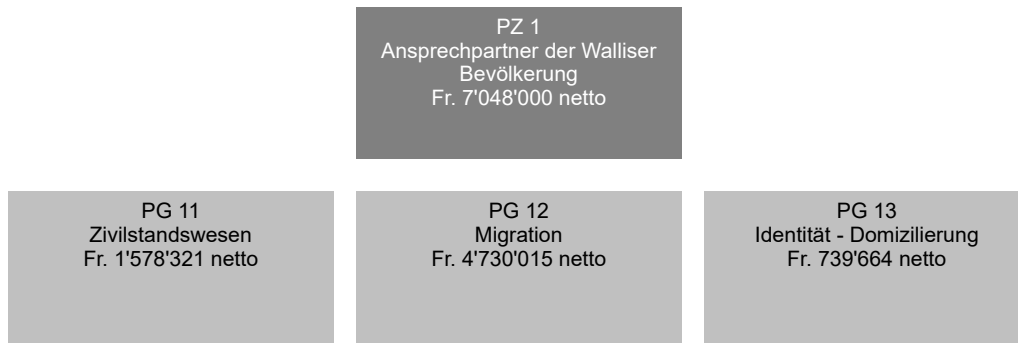 PZ 1
Ansprechpartner der Walliser
Bevölkerung
Fr. 7'048'000 netto
PG 11
Zivilstandswesen
Fr. 1'578'321 netto
PG 12
Migration
Fr. 4'730'015 netto
PG 13
Identität - Domizilierung
Fr. 739'664 netto